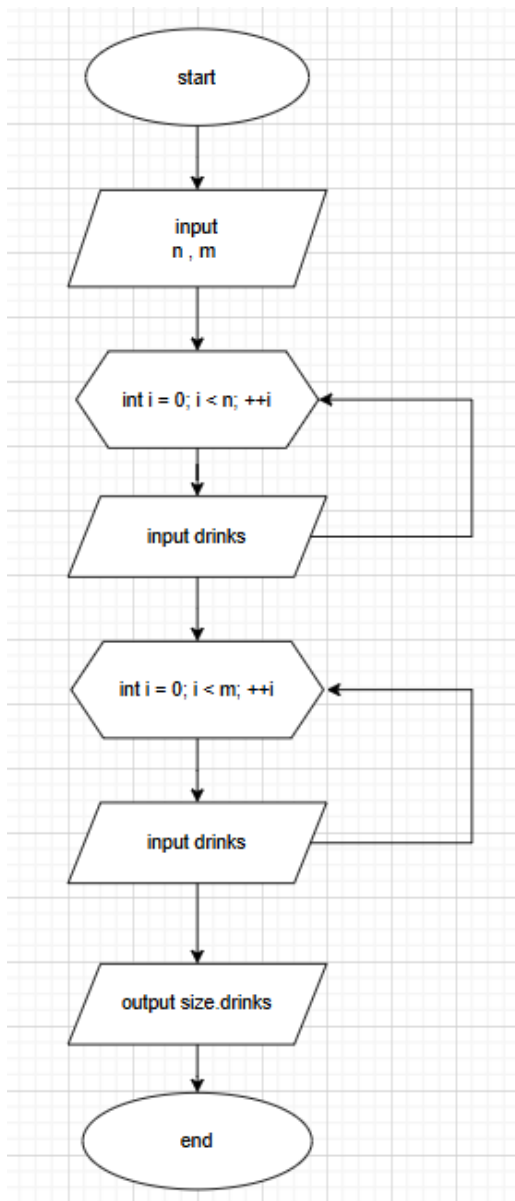 start
input
n , m
int i = 0; i < n; ++i
input drinks
int i = 0; i < m; ++i
input drinks
output size.drinks
end